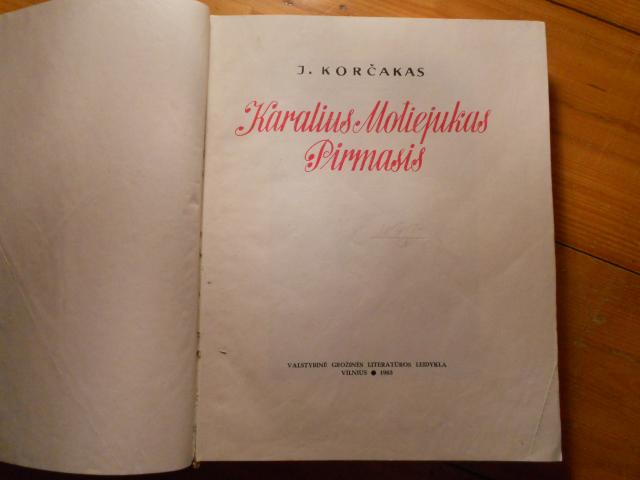 J. KORČAKAS
Karalius Motiejukas
Pirmasis
VALSTYBINĖ GROŽINĖS LITERATŪROS LEIDYKLA
VILNIUS ● 1963